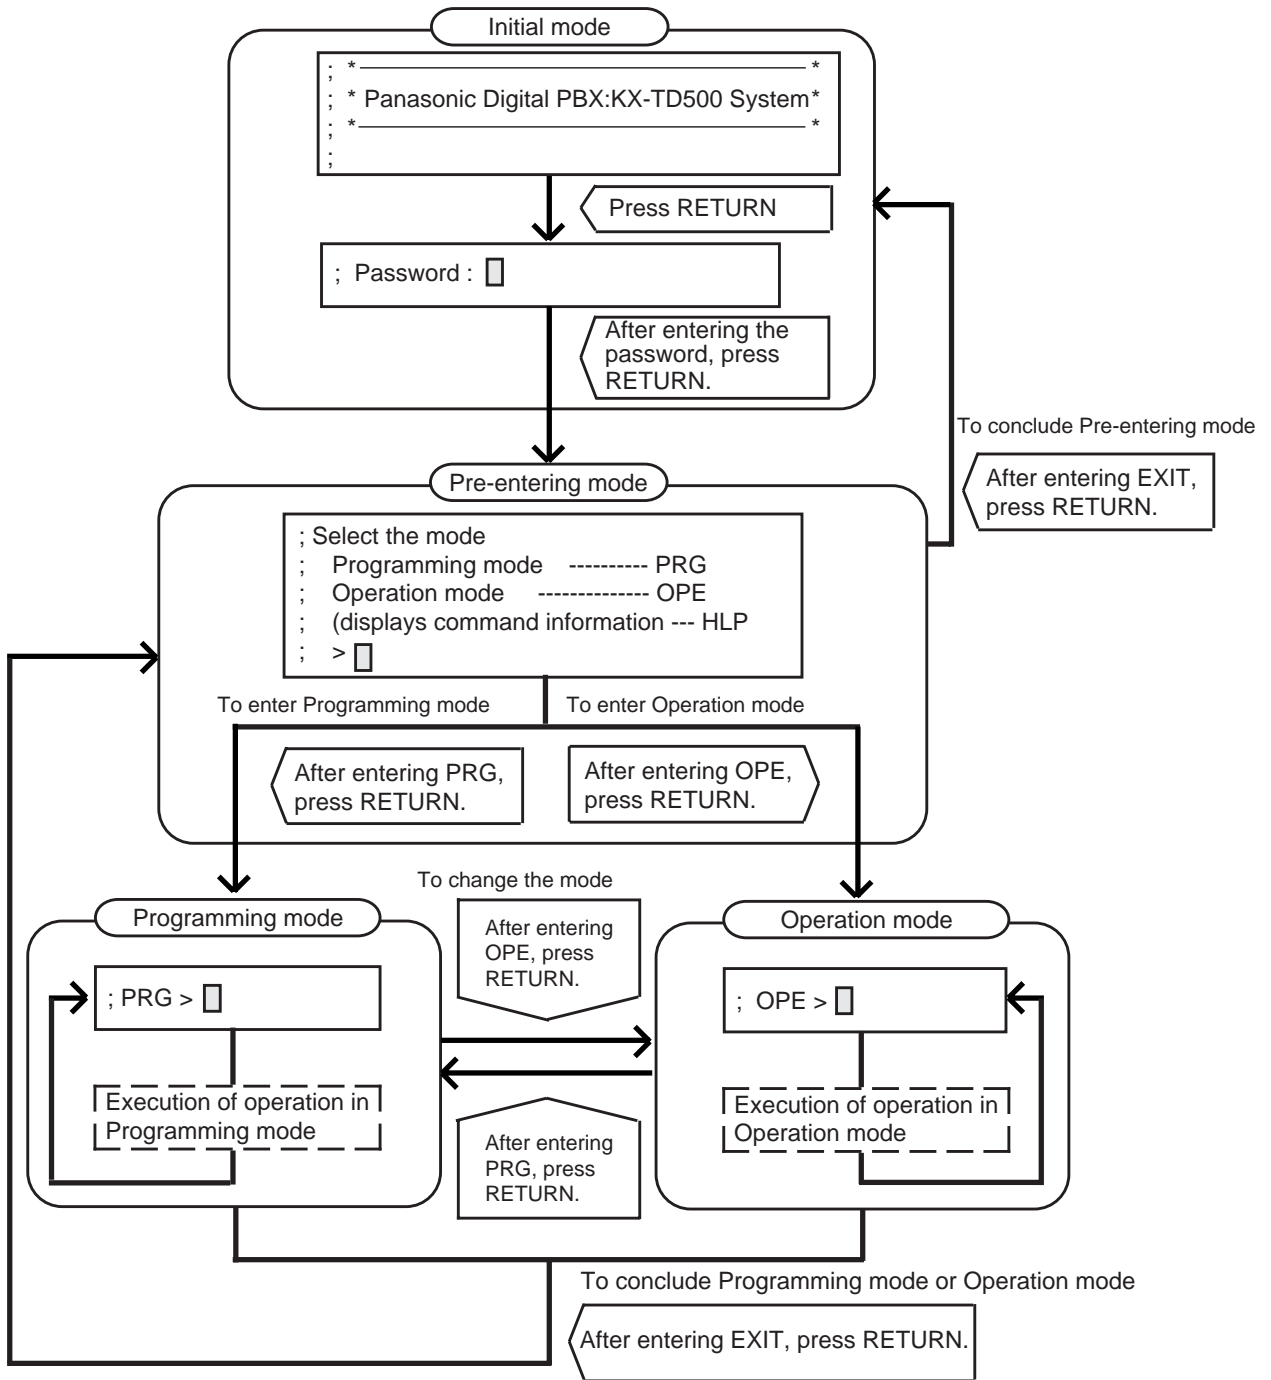 Initial mode
; * *
; * Panasonic Digital PBX:KX-TD500 System*
; * *
;
Press RETURN
; Password :
After entering the
password, press
RETURN.
To conclude Pre-entering mode
After entering EXIT,
press RETURN.
Pre-entering mode
; Select the mode
; Programming mode ---------- PRG
; Operation mode -------------- OPE
; (displays command information --- HLP
; >
To enter Programming mode
To enter Operation mode
After entering PRG,
press RETURN.
After entering OPE,
press RETURN.
To change the mode
Programming mode
; PRG >
Execution of operation in
Programming mode
After entering
OPE, press
RETURN.
After entering
PRG, press
RETURN.
Operation mode
; OPE >
Execution of operation in
Operation mode
To conclude Programming mode or Operation mode
After entering EXIT, press RETURN.